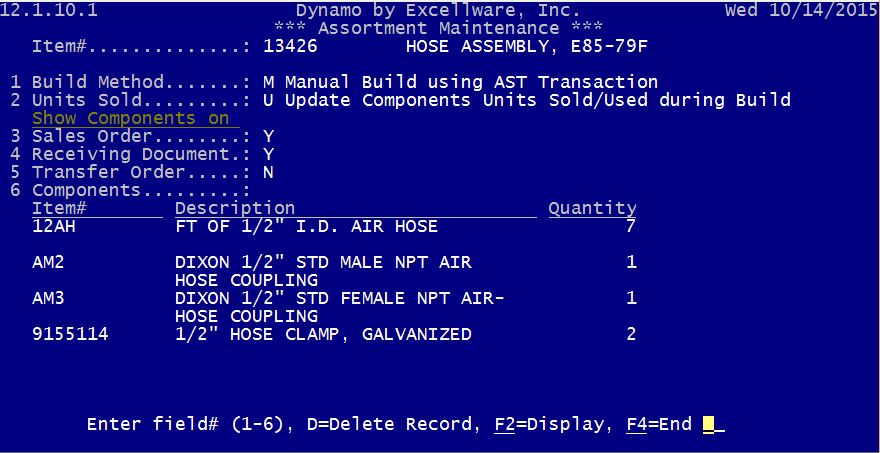 12.1.10.1 Dynamo by Excellware, Inc. Wed 10/14/2015
*** Assortment Maintenance ***
Item#..............: 13426 HOSE ASSEMBLY, E85-79F
1 Build Method.......: M Manual Build using AST Transaction
2 Units Sold.........: U Update Components Units Sold/Used during Build
Show Components on
3 Sales Order........: Y
4 Receiving Document.: Y
5 Transfer Order.....: N
6 Components.........:
Item# Description Quantity
12AH FT OF 1/2" I.D. AIR HOSE 7
AM2 DIXON 1/2" STD MALE NPT AIR 1
HOSE COUPLING
AM3 DIXON 1/2" STD FEMALE NPT AIR- 1
HOSE COUPLING
9155114 1/2" HOSE CLAMP, GALVANIZED 2
Enter field# (1-6), D=Delete Record, F2=Display, F4=End